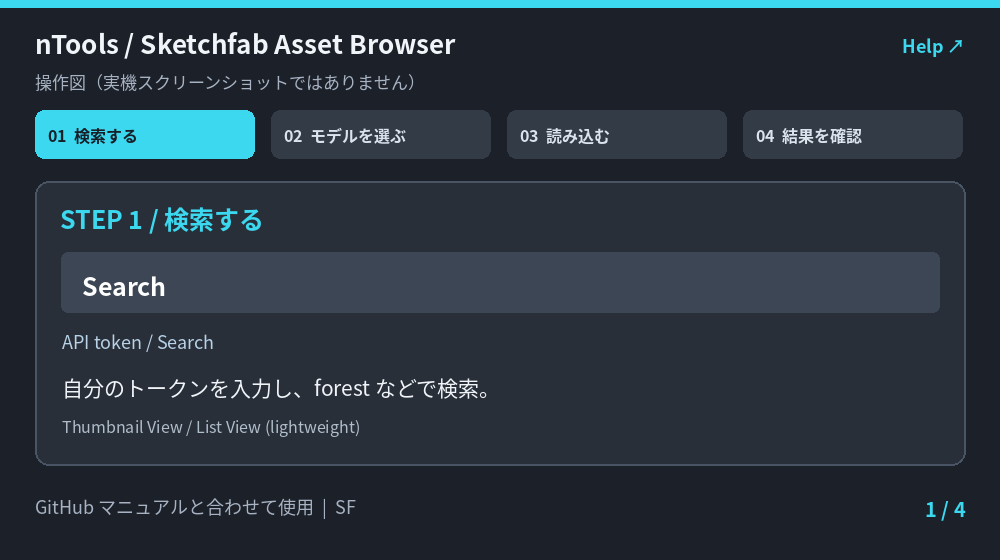 nTools / Sketchfab Asset Browser
Help ↗
操作図（実機スクリーンショットではありません）
01 検索する
02 モデルを選ぶ
03 読み込む
04 結果を確認
STEP 1 / 検索する
Search
API token / Search
自分のトークンを入力し、forest などで検索。
Thumbnail View / List View (lightweight)
GitHub マニュアルと合わせて使用 | SF
1 / 4